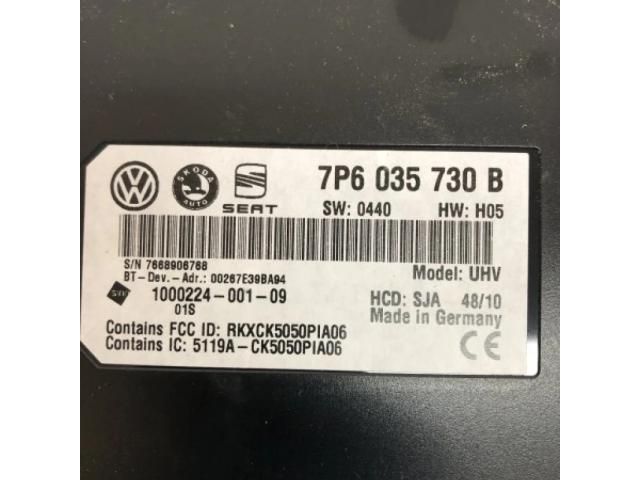 SKODA
AUTO
SEAT
7P6 035 730 B
SW: 0440 HW: H05
S/N 7668906768
BT-Dev.-Adr.: 00267E39BA94
Model: UHV
1000224-001-09
01S
HCD: SJA 48/10
Made in Germany
Contains FCC ID: RKXCK5050PIA06
Contains IC: 5119A-CK5050PIA06
CE